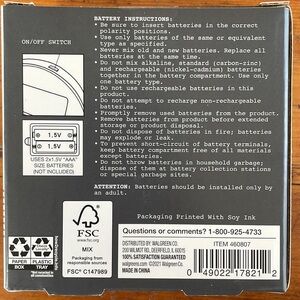 BATTERY INSTRUCTIONS:
• Be sure to insert batteries in the correct
polarity positions.
• Use only batteries of the same or equivalent
type as specified.
• Never mix old and new batteries. Replace all
batteries at the same time.
• Do not mix alkaline, standard (carbon-zinc)
and rechargeable (nickel-cadmium) batteries
together in the battery compartment. Use only
one battery type.
• Do not use rechargeable batteries in this
product.
• Do not attempt to recharge non-rechargeable
batteries.
• Promptly remove used batteries from the product.
• Remove batteries from product before extended
storage or disposal.
• Do not dispose of batteries in fire; batteries
may explode or leak.
• To prevent short-circuit of battery terminals,
keep battery compartment free of all extraneous
objects.
• Do not throw batteries in household garbage;
dispose of them at battery collection stations
or special garbage sites.
ATTENTION: Batteries should be installed only by
an adult.
ON/OFF SWITCH
1,5V
1,5V
USES 2x1.5V "AAA"
SIZE BATTERIES
(NOT INCLUDED)
Packaging Printed With Soy Ink
FSC
www.fsc.org
MIX
FSC® C147989
PAPER
BOX
PLASTIC
TRAY
Questions or comments? 1-800-925-4733
DISTRIBUTED BY: WALGREEN CO.
200 WILMOT RD., DEERFIELD, IL 60015
100% SATISFACTION GUARANTEED
walgreens.com ©2021 Walgreen Co.
MADE IN CHINA
ITEM 460807
0 49022 17821 2